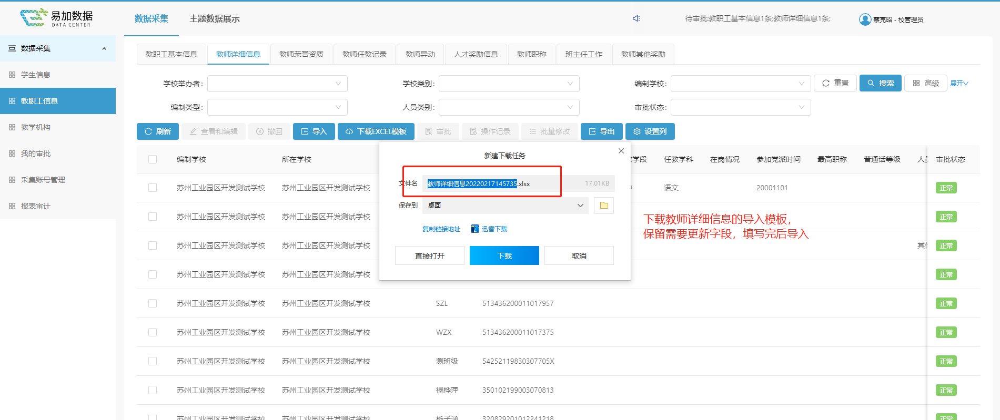 易加数据
DATA CENTER
数据采集
主题数据展示
待审批:教职工基本信息1条;教师详细信息1条;
蔡克昭 - 校管理员
数据采集
学生信息
教职工信息
教学机构
我的审批
采集账号管理
报表审计
教职工基本信息
教师详细信息
教师荣誉资质
教师任教记录
教师异动
人才奖励信息
教师职称
班主任工作
教师其他奖励
学校举办者:
学校类别:
编制学校:
重置
搜索
高级
展开
编制类型:
人员类别:
审批状态:
刷新
查看和编辑
撤回
导入
下载EXCEL模板
审批
操作记录
批量修改
导出
设置列
编制学校
所在学校
学段
任教学科
在岗情况
参加党派时间
最高职称
普通话等级
审批状态
苏州工业园区开发测试学校
苏州工业园区开发测试学校
语文
20001101
正常
苏州工业园区开发测试学校
苏州工业园区开发测试学校
正常
苏州工业园区开发测试学校
苏州工业园区开发测试学校
正常
苏州工业园区开发测试学校
苏州工业园区开发测试学校
正常
苏州工业园区开发测试学校
苏州工业园区开发测试学校
SZL
513436200011017957
正常
苏州工业园区开发测试学校
苏州工业园区开发测试学校
WZX
513436200011017375
正常
苏州工业园区开发测试学校
苏州工业园区开发测试学校
测班级
54252119830307705X
正常
苏州工业园区开发测试学校
苏州工业园区开发测试学校
禄桦萍
350102199003070813
正常
苏州工业园区开发测试学校
苏州工业园区开发测试学校
杨子涵
320829201012241218
正常
新建下载任务
文件名
教师详细信息20220217145735.xlsx
17.01KB
保存到
桌面
复制链接地址
迅雷下载
直接打开
下载
取消
下载教师详细信息的导入模板,
保留需要更新字段，填写完后导入